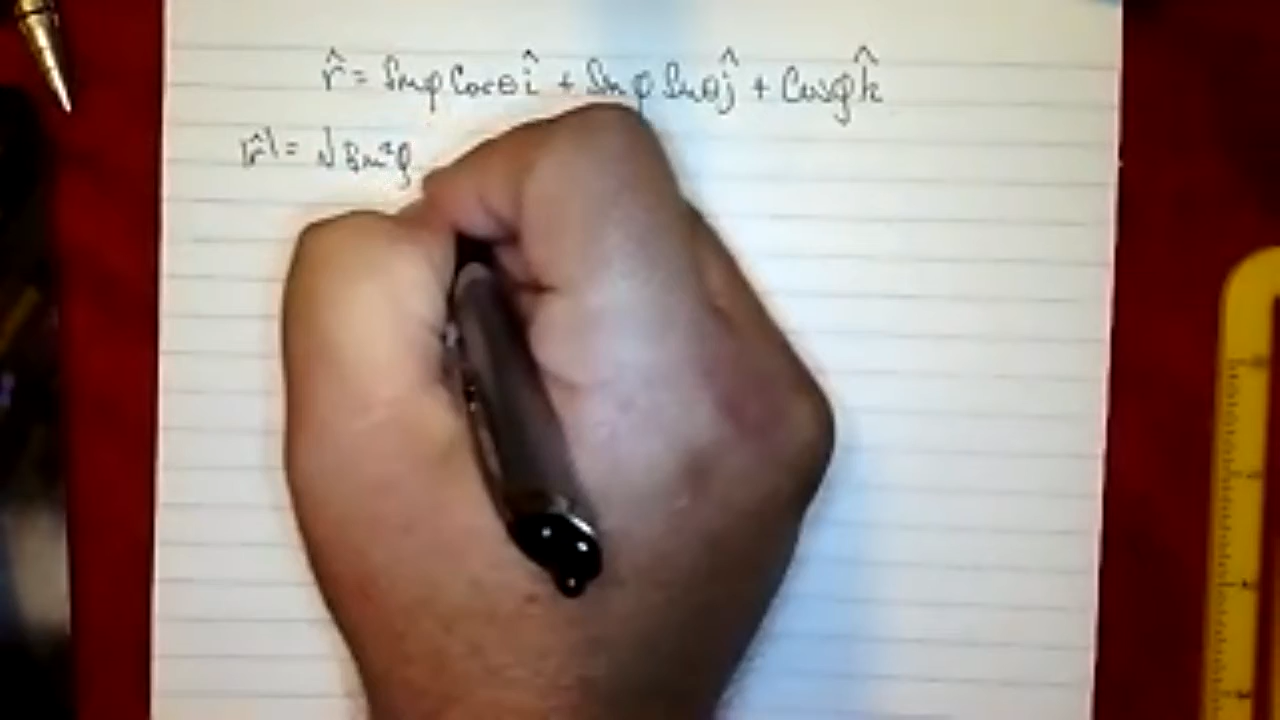 r̂ = Sinφ Cosθ î + Sinφ Sinθ ĵ + Cosφ k̂
|r̂| = √ Sin²φ